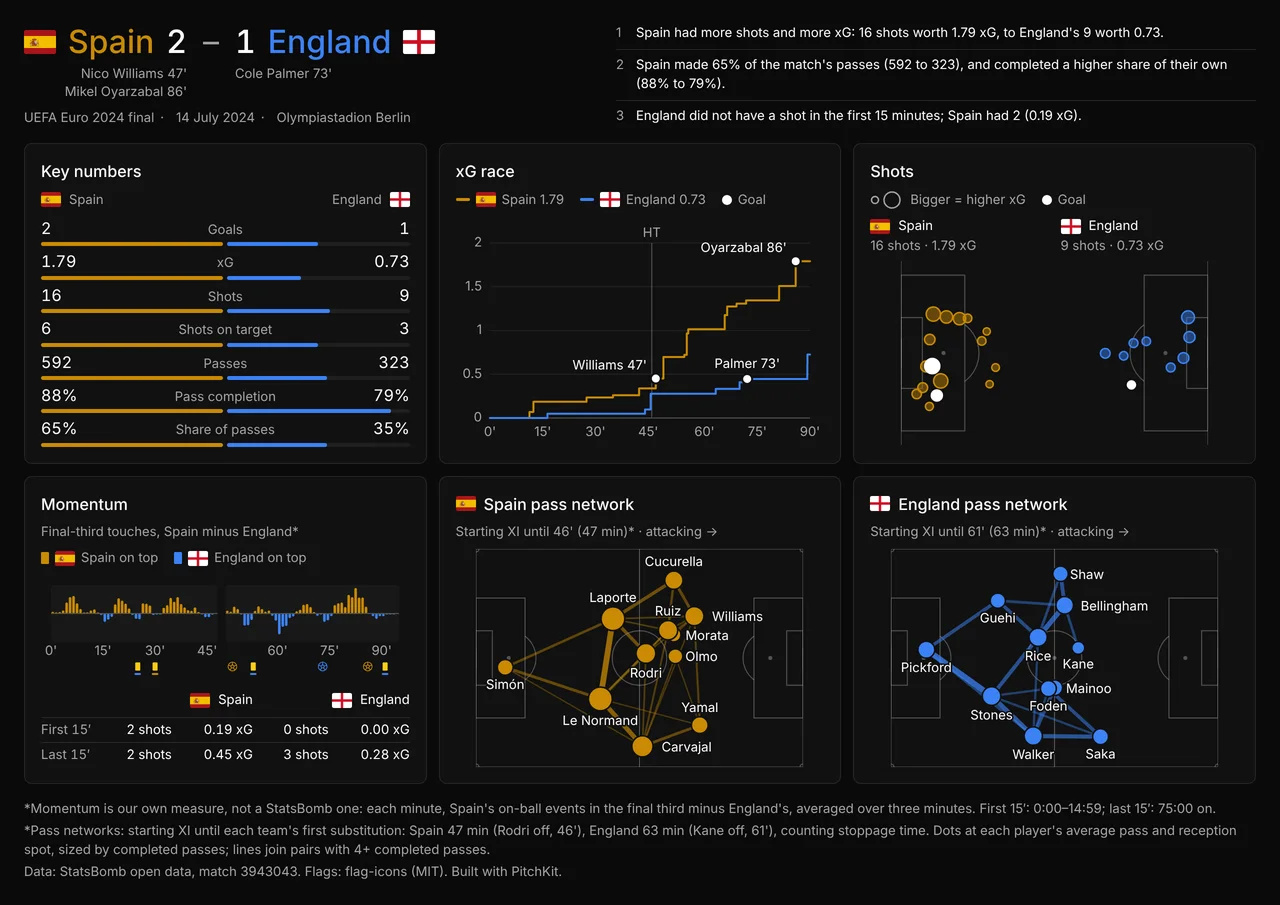 Spain 2 – 1 England
Nico Williams 47' Cole Palmer 73'
Mikel Oyarzabal 86'
UEFA Euro 2024 final · 14 July 2024 · Olympiastadion Berlin
1 Spain had more shots and more xG: 16 shots worth 1.79 xG, to England's 9 worth 0.73.
2 Spain made 65% of the match's passes (592 to 323), and completed a higher share of their own
(88% to 79%).
3 England did not have a shot in the first 15 minutes; Spain had 2 (0.19 xG).
Key numbers
Spain England
2 Goals 1
1.79 xG 0.73
16 Shots 9
6 Shots on target 3
592 Passes 323
88% Pass completion 79%
65% Share of passes 35%
xG race
Spain 1.79 England 0.73 Goal
HT
2
1.5
1
0.5
0
Oyarzabal 86'
Williams 47'
Palmer 73'
0' 15' 30' 45' 60' 75' 90'
Shots
Bigger = higher xG Goal
Spain England
16 shots · 1.79 xG 9 shots · 0.73 xG
Momentum
Final-third touches, Spain minus England*
Spain on top England on top
0' 15' 30' 45' 60' 75' 90'
Spain England
First 15' 2 shots 0.19 xG 0 shots 0.00 xG
Last 15' 2 shots 0.45 xG 3 shots 0.28 xG
Spain pass network
Starting XI until 46' (47 min)* · attacking →
Cucurella
Laporte
Ruiz
Williams
Morata
Olmo
Rodri
Simón
Yamal
Le Normand
Carvajal
England pass network
Starting XI until 61' (63 min)* · attacking →
Shaw
Bellingham
Guehi
Rice
Kane
Pickford
Mainoo
Foden
Stones
Walker
Saka
*Momentum is our own measure, not a StatsBomb one: each minute, Spain's on-ball events in the final third minus England's, averaged over three minutes. First 15': 0:00–14:59; last 15': 75:00 on.
*Pass networks: starting XI until each team's first substitution: Spain 47 min (Rodri off, 46'), England 63 min (Kane off, 61'), counting stoppage time. Dots at each player's average pass and reception
spot, sized by completed passes; lines join pairs with 4+ completed passes.
Data: StatsBomb open data, match 3943043. Flags: flag-icons (MIT). Built with PitchKit.